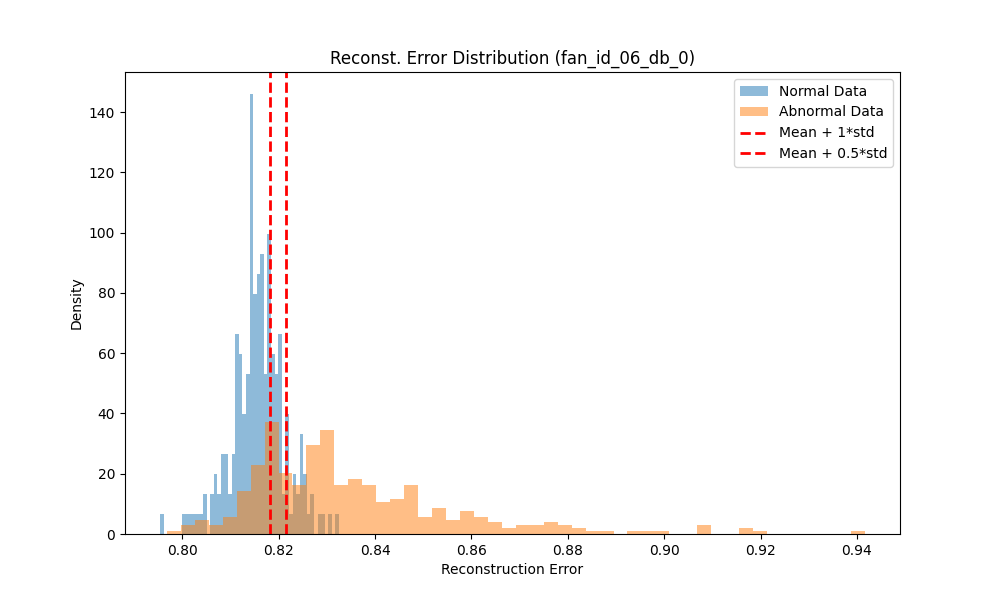 Reconst. Error Distribution (fan_id_06_db_0)
Normal Data
Abnormal Data
Mean + 1*std
Mean + 0.5*std
Density
140
120
100
80
60
40
20
0
0.80 0.82 0.84 0.86 0.88 0.90 0.92 0.94
Reconstruction Error